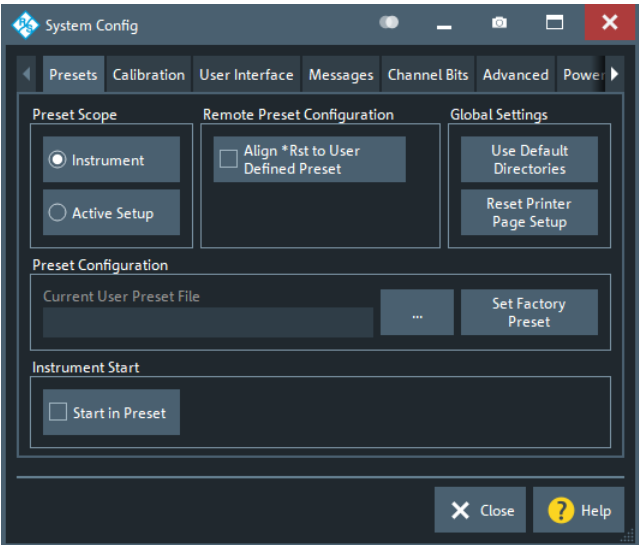 R&S System Config
Presets Calibration User Interface Messages Channel Bits Advanced Power
Preset Scope Remote Preset Configuration Global Settings
Instrument
Align *Rst to User
Defined Preset
Use Default
Directories
Active Setup
Reset Printer
Page Setup
Preset Configuration
Current User Preset File
...
Set Factory
Preset
Instrument Start
Start in Preset
Close ? Help